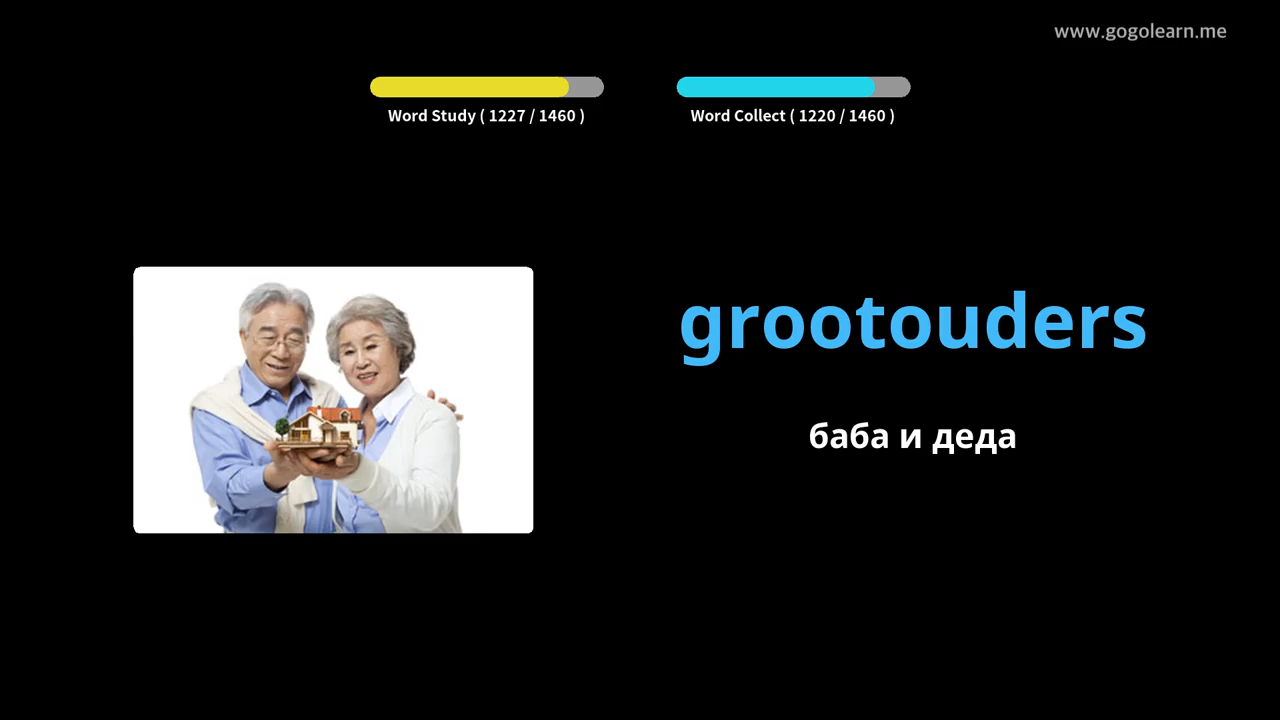 www.gogolearn.me
Word Study ( 1227 / 1460 )
Word Collect ( 1220 / 1460 )
grootouders
баба и деда